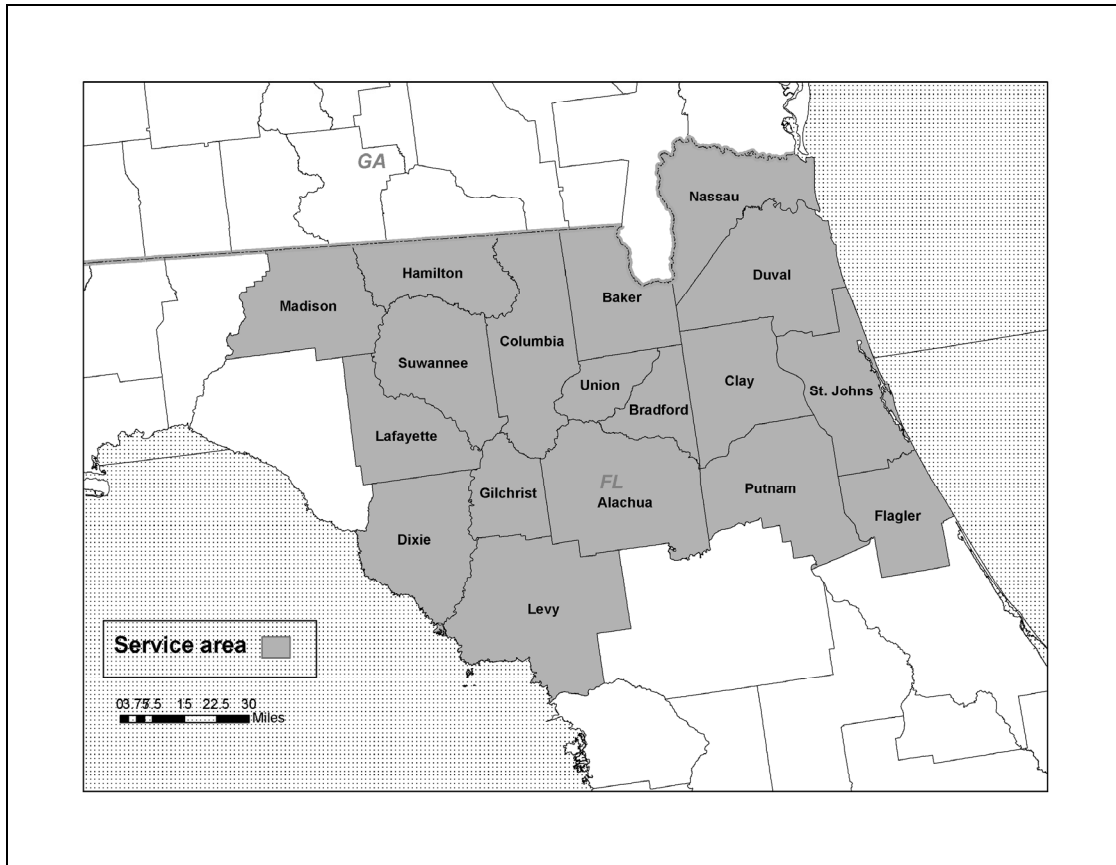 GA
Nassau
Hamilton
Duval
Baker
Madison
Columbia
Suwannee
Union
Clay
St. Johns
Bradford
Lafayette
FL
Gilchrist
Alachua
Putnam
Flagler
Dixie
Levy
Service area
03.757.5 15 22.5 30
Miles